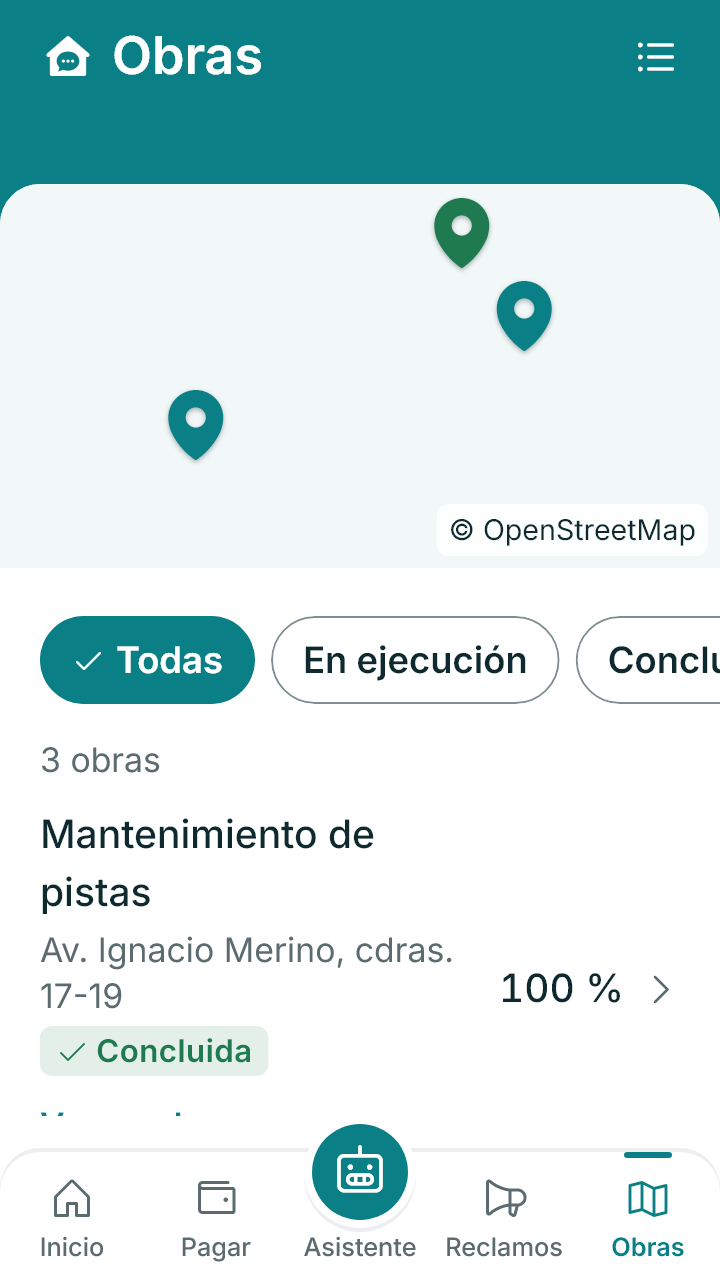 Obras
© OpenStreetMap
Todas
En ejecución
Conclu
3 obras
Mantenimiento de
pistas
Av. Ignacio Merino, cdras.
17-19
100 %
Concluida
Inicio
Pagar
Asistente
Reclamos
Obras